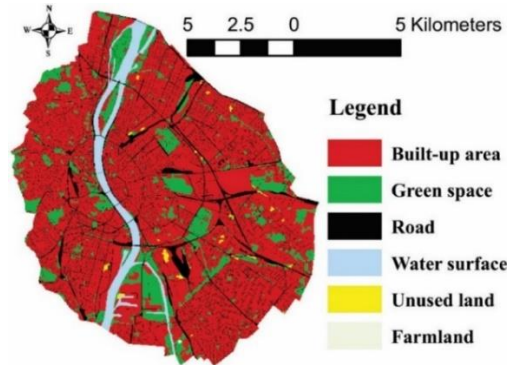 N
W E
S
5 2.5 0 5 Kilometers
Legend
Built-up area
Green space
Road
Water surface
Unused land
Farmland